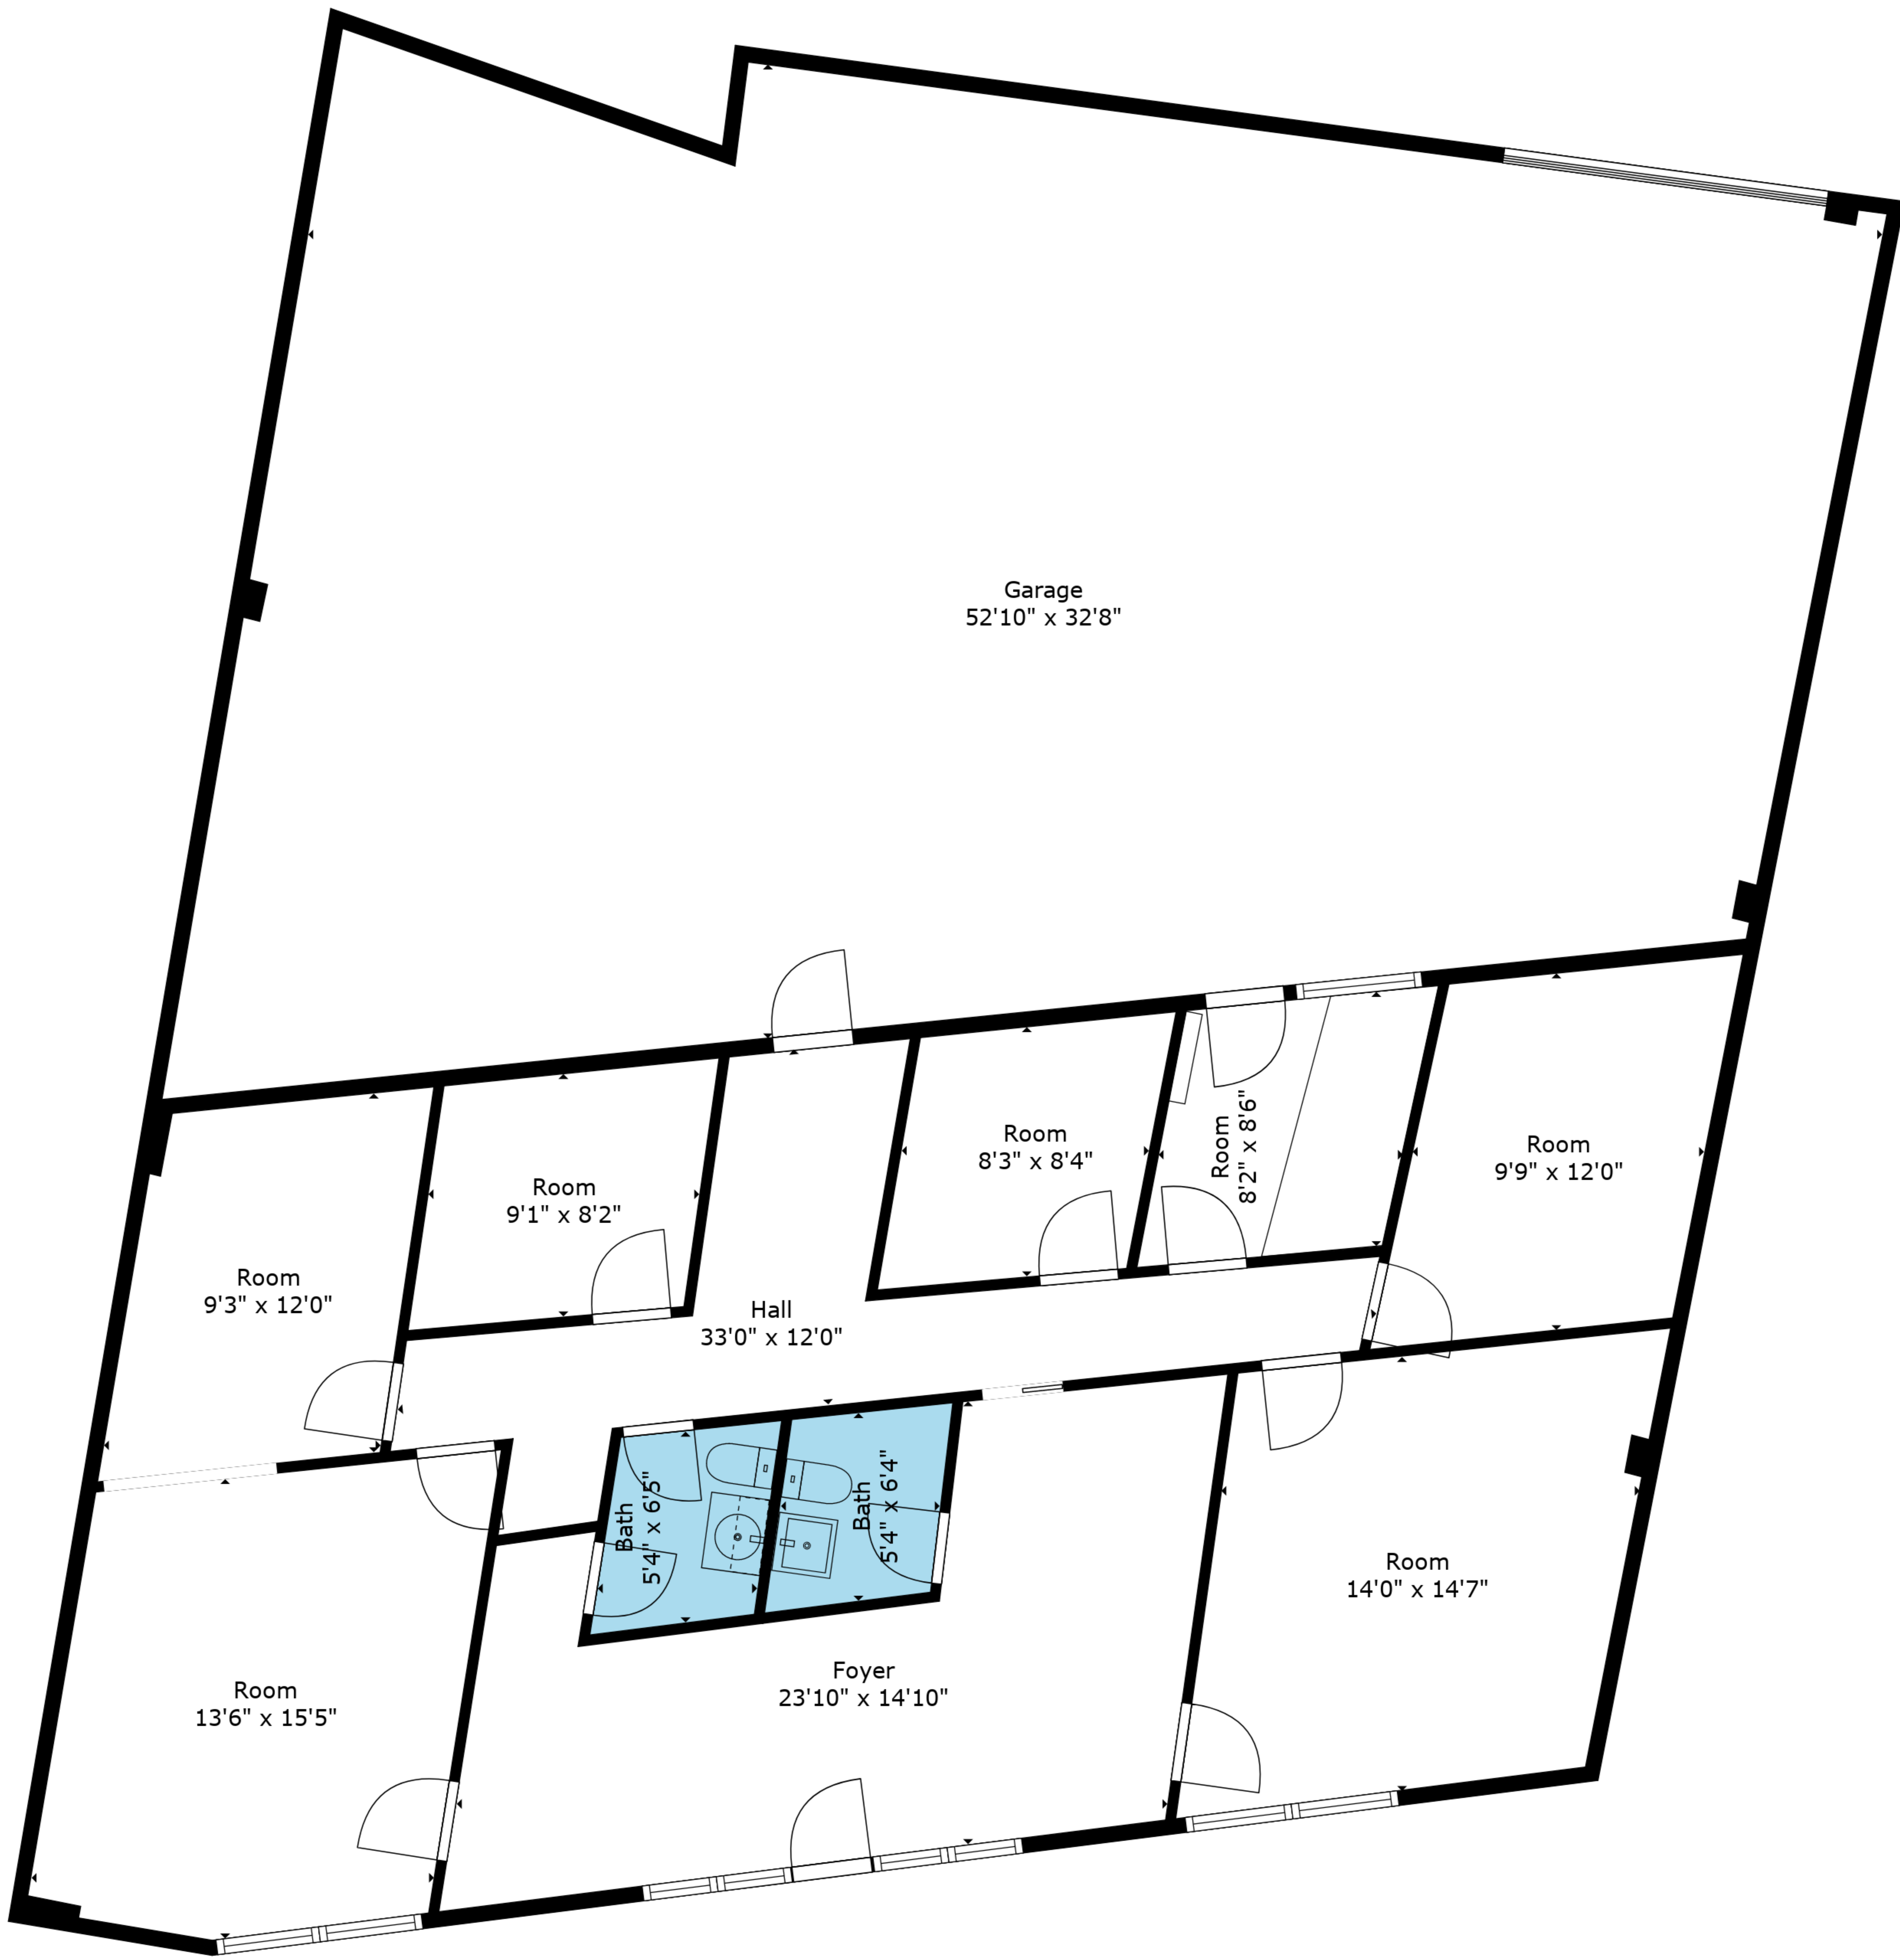 Garage
52'10" x 32'8"
Room
8'3" x 8'4"
Room
8'2" x 8'6"
Room
9'9" x 12'0"
Room
9'1" x 8'2"
Room
9'3" x 12'0"
Hall
33'0" x 12'0"
Bath
5'4" x 6'5"
Bath
5'4" x 6'4"
Room
14'0" x 14'7"
Foyer
23'10" x 14'10"
Room
13'6" x 15'5"